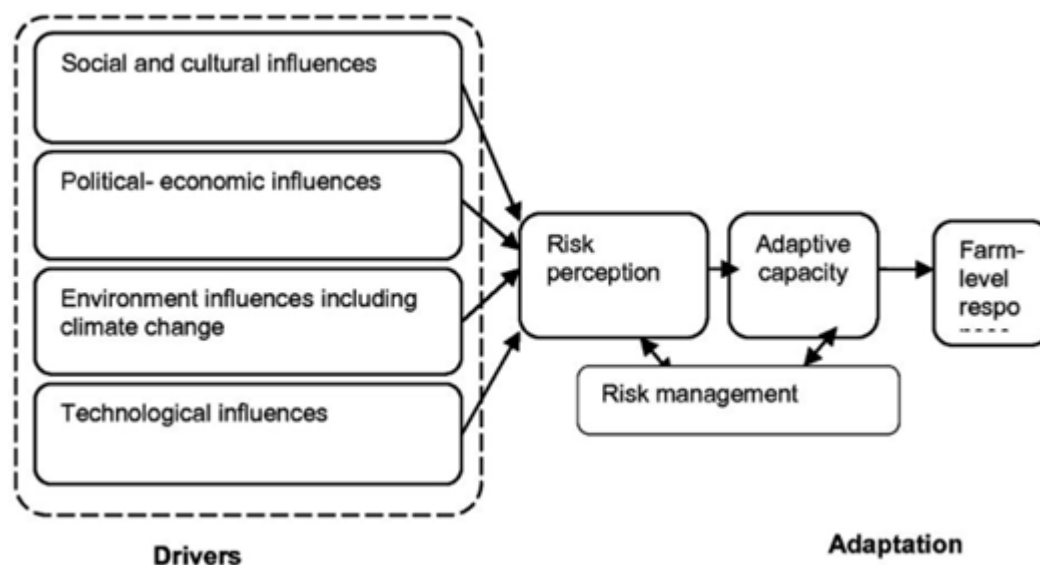 Social and cultural influences
Political- economic influences
Environment influences including
climate change
Technological influences
Risk
perception
Adaptive
capacity
Farm-
level
respo
Risk management
Drivers
Adaptation